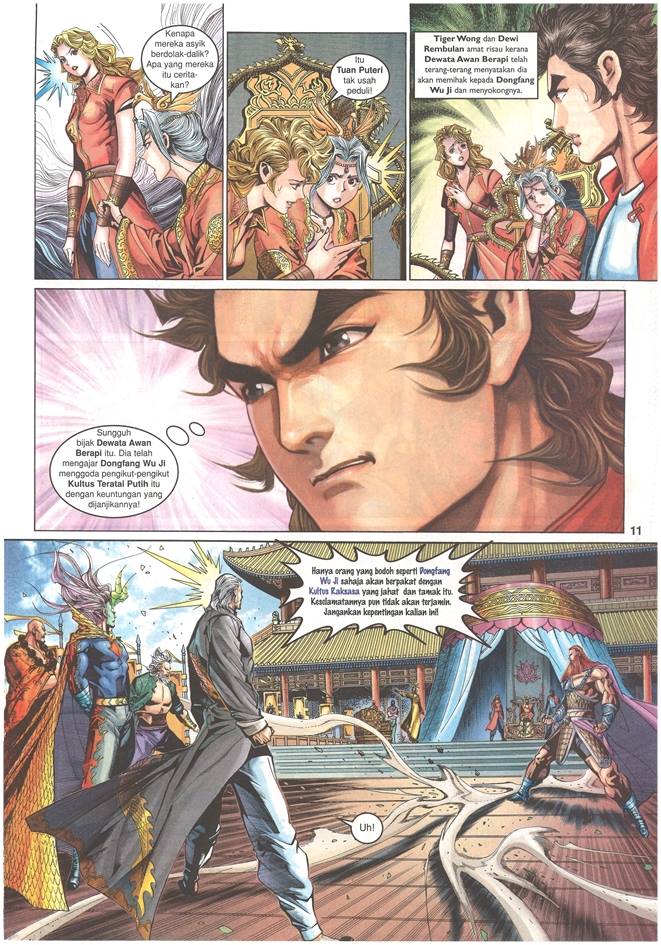 Kenapa
mereka asyik
berdolak-dalik?
Apa yang mereka
itu cerita-
kan?
Itu
Tuan Puteri
tak usah
peduli!
Tiger Wong dan Dewi
Rembulan amat risau kerana
Dewata Awan Berapi telah
terang-terang menyatakan dia
akan memihak kepada Dongfang
Wu Ji dan menyokongnya.
Sungguh
bijak Dewata Awan
Berapi itu. Dia telah
mengajar Dongfang Wu Ji
menggoda pengikut-pengikut
Kultus Teratai Putih itu
dengan keuntungan yang
dijanjikannya!
11
Hanya orang yang bodoh seperti Dongfang
Wu Ji sahaja akan berpakat dengan
Kultus Raksasa yang jahat dan tamak itu.
Keselamatannya pun tidak akan terjamin.
Jangankan kepentingan kalian ini!
Uh!